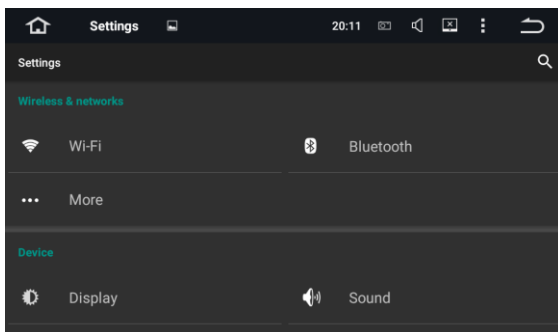 Settings 20:11
Settings
Wireless & networks
Wi-Fi Bluetooth
More
Device
Display Sound